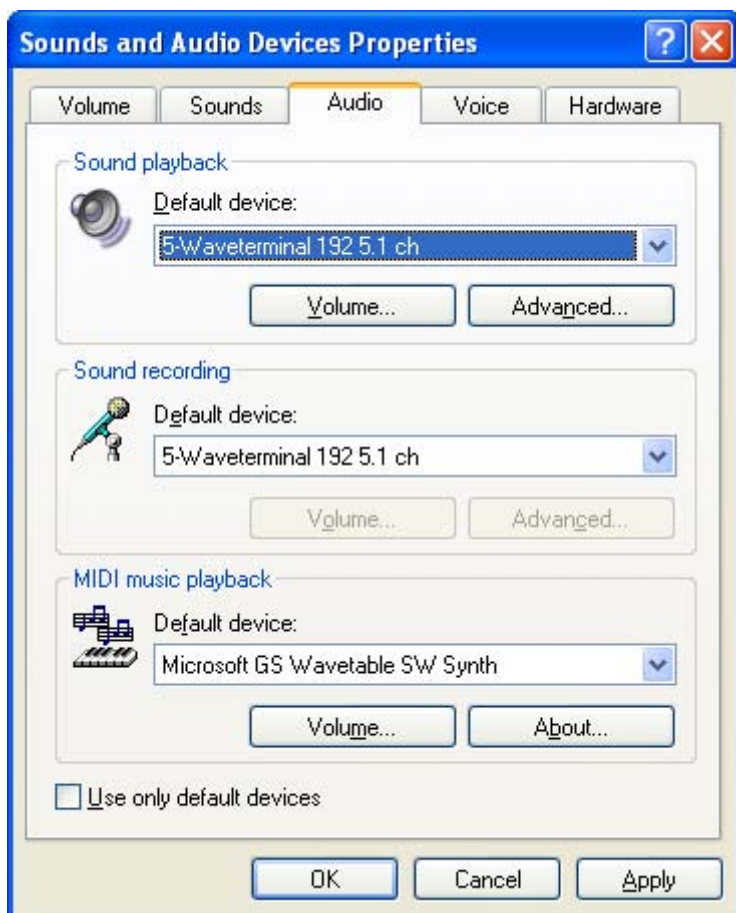 Sounds and Audio Devices Properties
Volume Sounds Audio Voice Hardware
Sound playback
Default device:
5-Waveterminal 192 5.1 ch
Volume... Advanced...
Sound recording
Default device:
5-Waveterminal 192 5.1 ch
Volume... Advanced...
MIDI music playback
Default device:
Microsoft GS Wavetable SW Synth
Volume... About...
Use only default devices
OK Cancel Apply